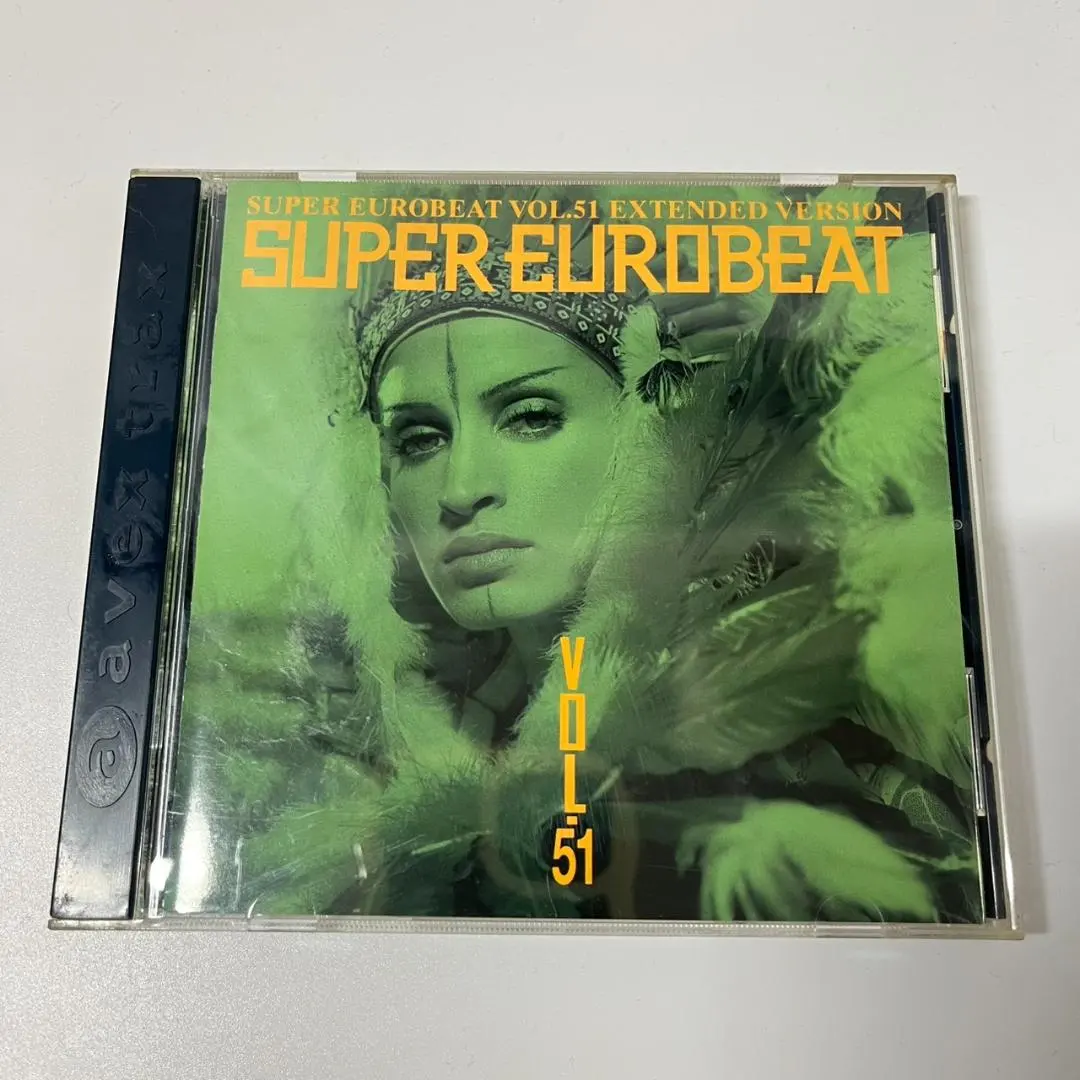 SUPER EUROBEAT VOL.51 EXTENDED VERSION
SUPER EUROBEAT
VOL.51
a avex trax